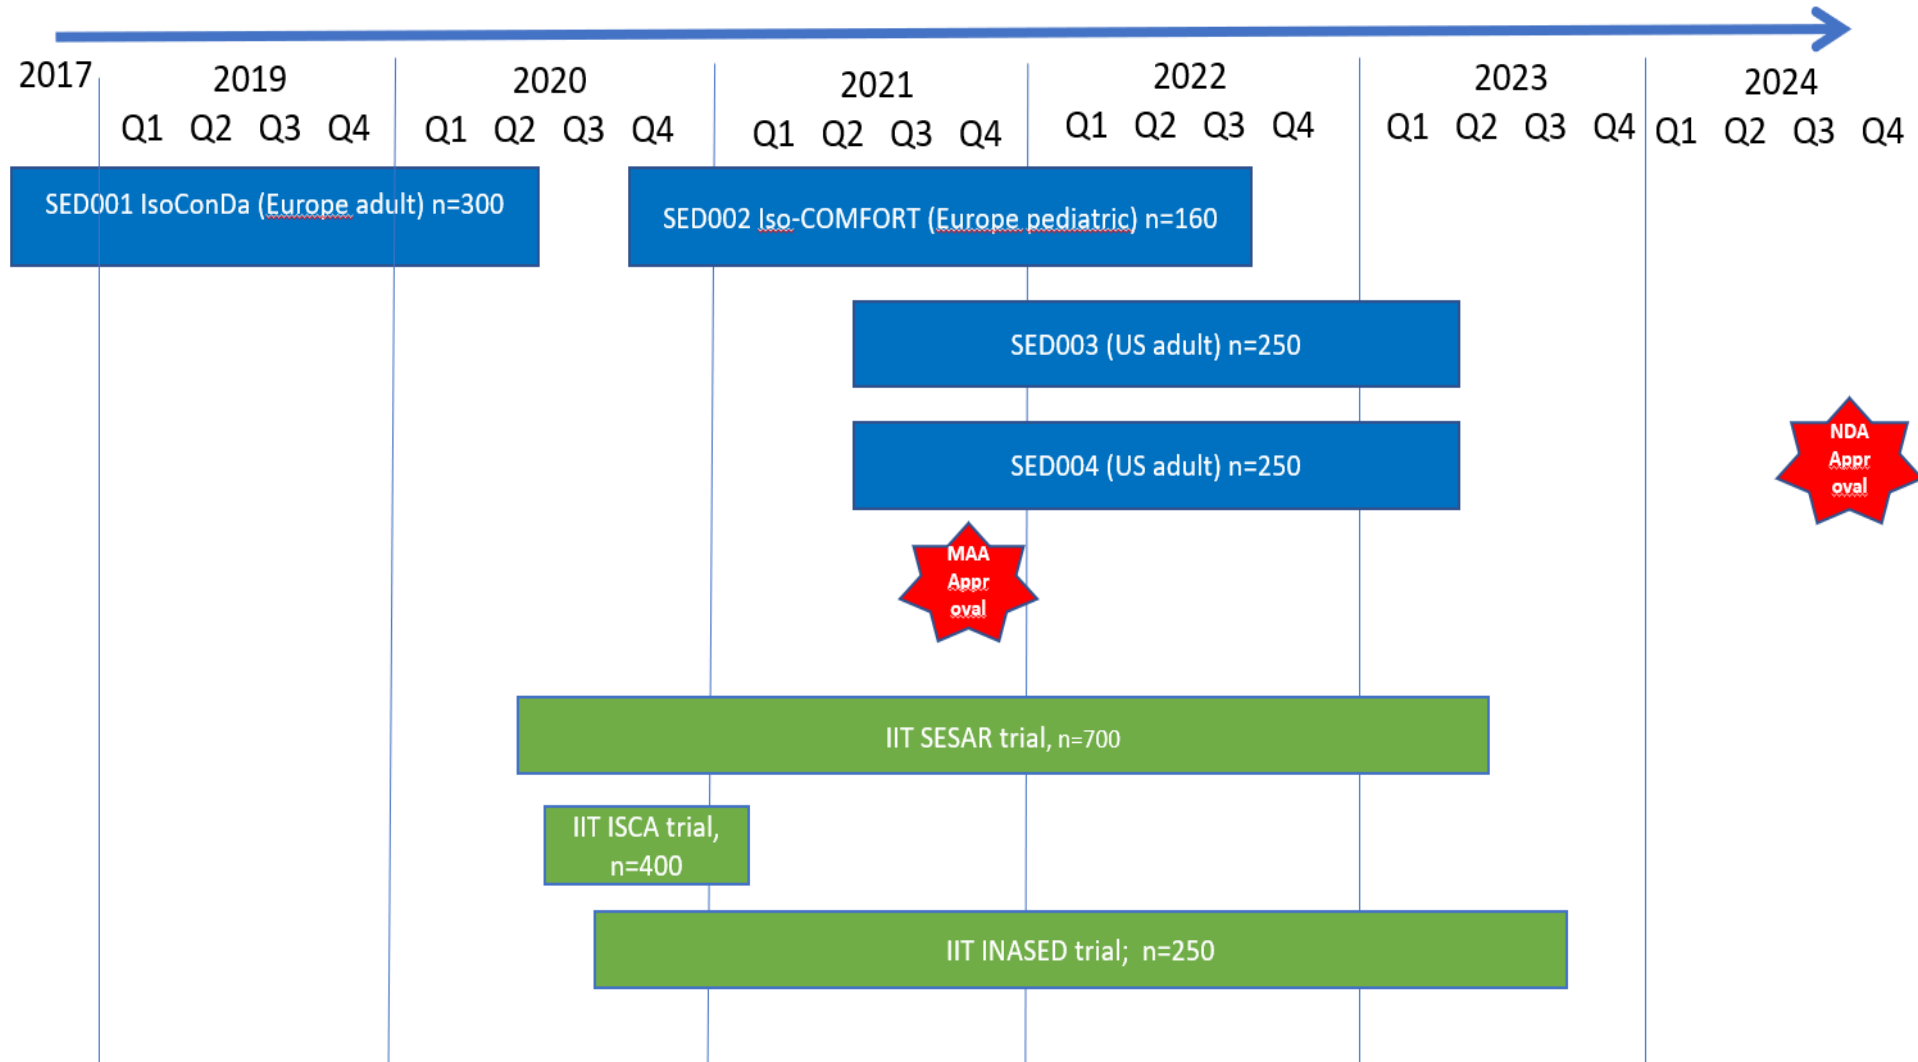 2017 2019 2020 2021 2022 2023 2024
Q1 Q2 Q3 Q4 Q1 Q2 Q3 Q4 Q1 Q2 Q3 Q4 Q1 Q2 Q3 Q4 Q1 Q2 Q3 Q4 Q1 Q2 Q3 Q4
SED001 IsoConDa (Europe adult) n=300
SED002 Iso-COMFORT (Europe pediatric) n=160
SED003 (US adult) n=250
SED004 (US adult) n=250
NDA
Appr
oval
MAA
Appr
oval
IIT SESAR trial, n=700
IIT ISCA trial,
n=400
IIT INASED trial; n=250